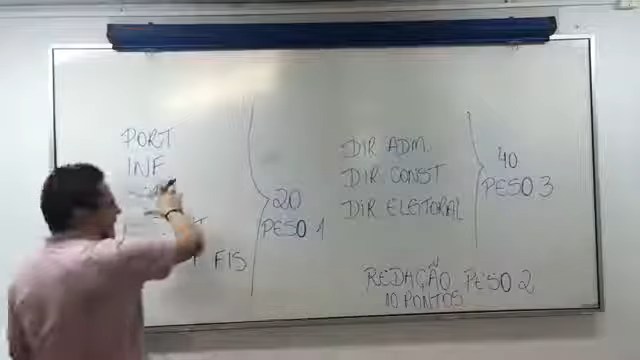 PORT
INF
FIS
20
PESO 1
DIR ADM.
DIR CONST
DIR ELEITORAL
40
PESO 3
REDAÇÃO PESO 2
10 PONTOS